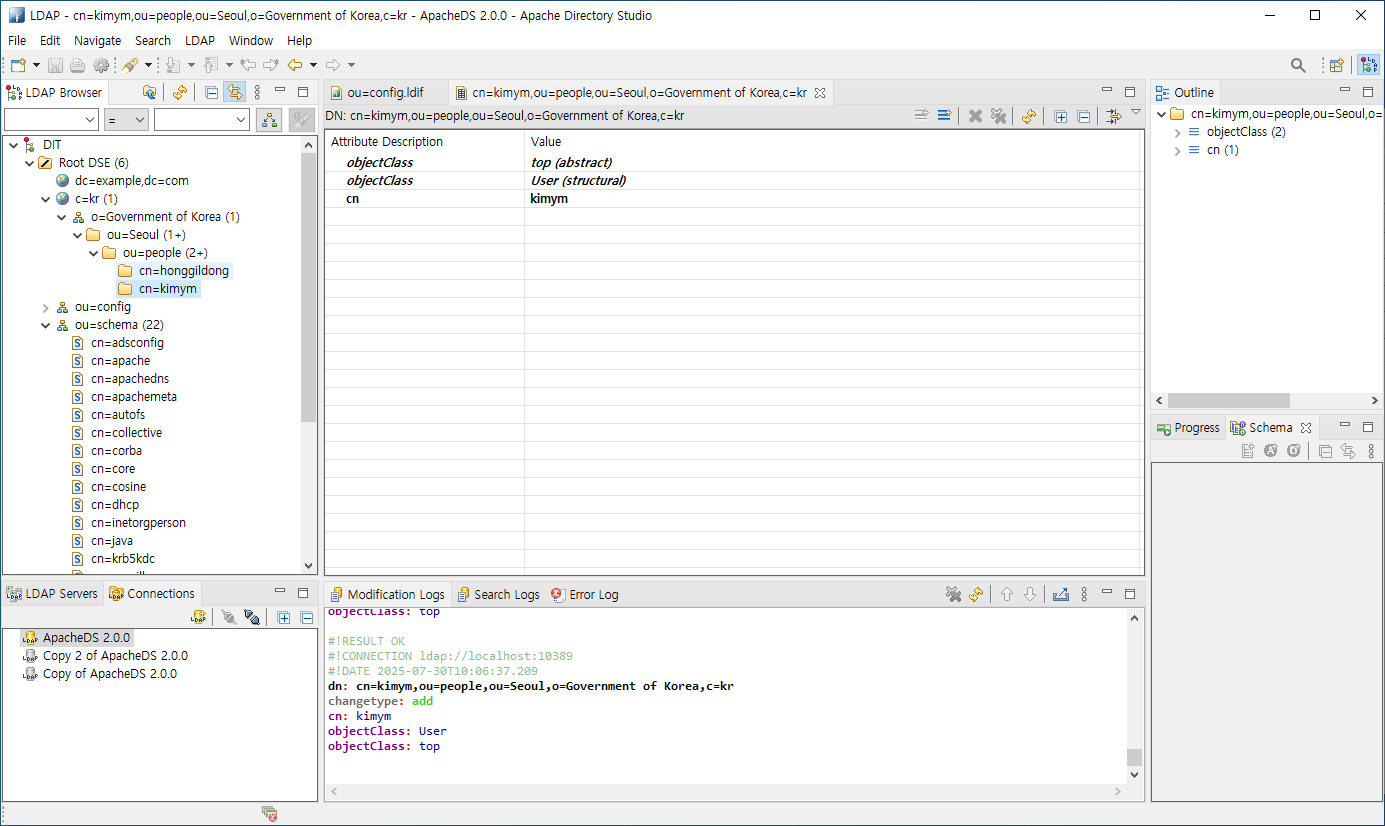 LDAP - cn=kimym,ou=people,ou=Seoul,o=Government of Korea,c=kr - ApacheDS 2.0.0 - Apache Directory Studio
File Edit Navigate Search LDAP Window Help
LDAP Browser
=
DIT
Root DSE (6)
dc=example,dc=com
c=kr (1)
o=Government of Korea (1)
ou=Seoul (1+)
ou=people (2+)
cn=honggildong
cn=kimym
ou=config
ou=schema (22)
cn=adsconfig
cn=apache
cn=apachedns
cn=apachemeta
cn=autofs
cn=collective
cn=corba
cn=core
cn=cosine
cn=dhcp
cn=inetorgperson
cn=java
cn=krb5kdc
ou=config.ldif
cn=kimym,ou=people,ou=Seoul,o=Government of Korea,c=kr
DN: cn=kimym,ou=people,ou=Seoul,o=Government of Korea,c=kr
Attribute Description Value
objectClass top (abstract)
objectClass User (structural)
cn kimym
Outline
cn=kimym,ou=people,ou=Seoul,o=
objectClass (2)
cn (1)
Progress Schema
LDAP Servers Connections
ApacheDS 2.0.0
Copy 2 of ApacheDS 2.0.0
Copy of ApacheDS 2.0.0
Modification Logs Search Logs Error Log
objectClass: top
#!RESULT OK
#!CONNECTION ldap://localhost:10389
#!DATE 2025-07-30T10:06:37.209
dn: cn=kimym,ou=people,ou=Seoul,o=Government of Korea,c=kr
changetype: add
cn: kimym
objectClass: User
objectClass: top